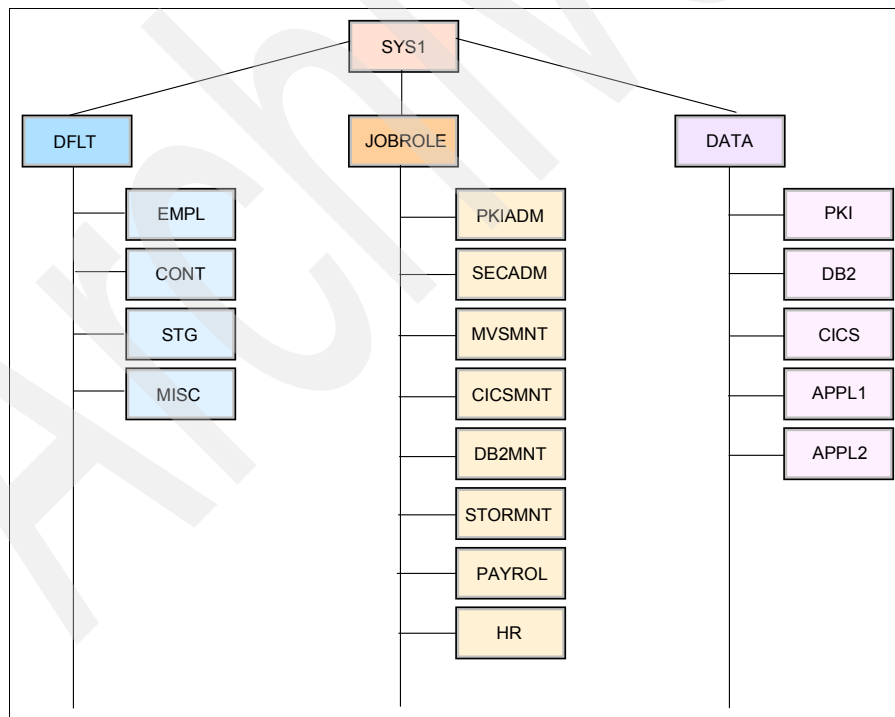 SYS1
DFLT
JOBROLE
DATA
EMPL
CONT
STG
MISC
PKIADM
SECADM
MVSMNT
CICSMNT
DB2MNT
STORMNT
PAYROL
HR
PKI
DB2
CICS
APPL1
APPL2